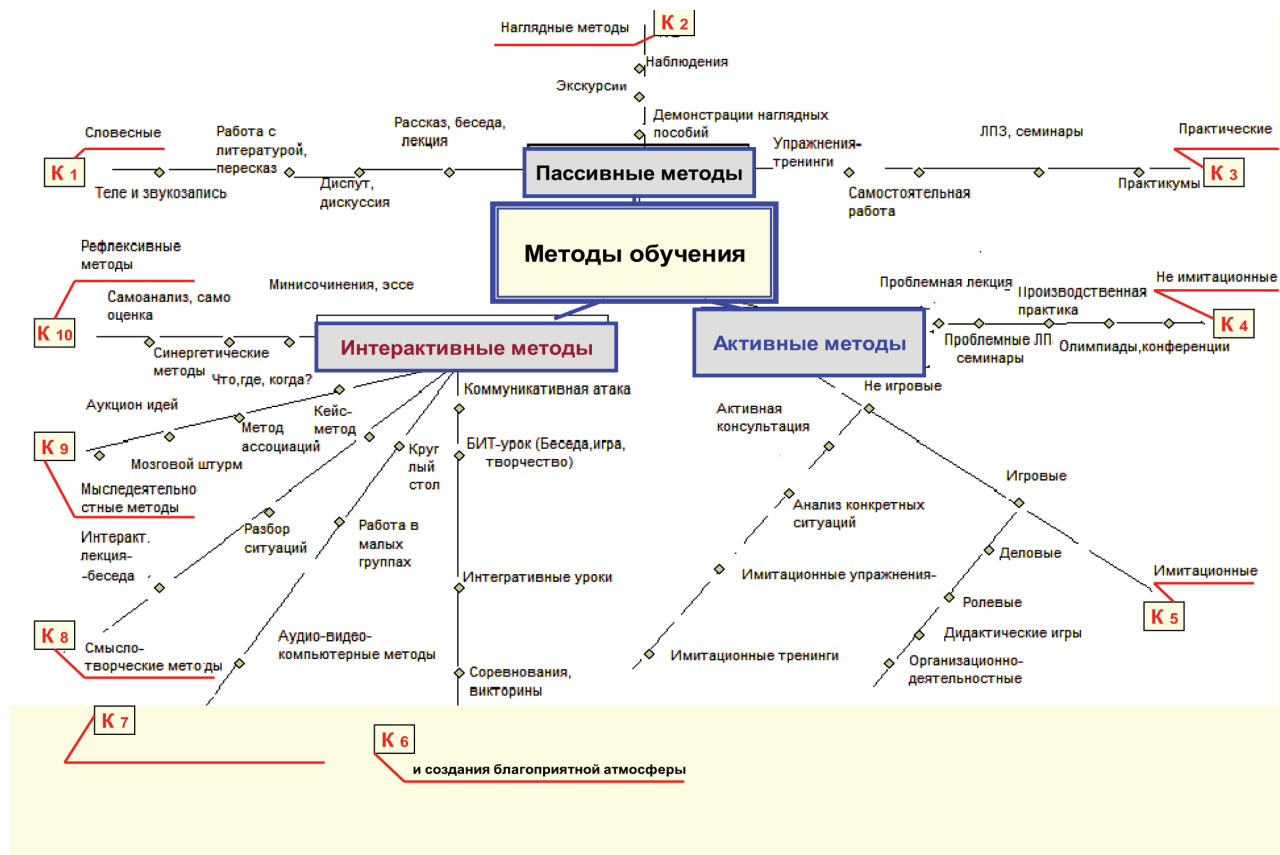 Наглядные методы
К 2
Наблюдения
Экскурсии
Демонстрации наглядных
пособий
Словесные
К 1
Работа с
литературой,
пересказ
Рассказ, беседа,
лекция
Теле и звукозапись
Диспут,
дискуссия
Пассивные методы
Упражнения-
тренинги
ЛПЗ, семинары
Практические
К 3
Самостоятельная
работа
Практикумы
Методы обучения
Рефлексивные
методы
Самоанализ, само
оценка
Минисочинения, эссе
К 10
Синергетические
методы
Интерактивные методы
Активные методы
Проблемная лекция
Производственная
практика
Не имитационные
К 4
Проблемные ЛП
семинары
Олимпиады,конференции
Что,где, когда?
Аукцион идей
Метод
ассоциаций
К 9
Мозговой штурм
Мыследеятельно
стные методы
Кейс-
метод
Интеракт.
лекция-
-беседа
Разбор
ситуаций
К 8
Смысло-
творческие методы
Круг
лый
стол
Работа в
малых
группах
Аудио-видео-
компьютерные методы
К 7
Коммуникативная атака
БИТ-урок (Беседа,игра,
творчество)
Интегративные уроки
Соревнования,
викторины
К 6
и создания благоприятной атмосферы
Не игровые
Активная
консультация
Анализ конкретных
ситуаций
Имитационные упражнения-
Имитационные тренинги
Игровые
Деловые
Ролевые
Дидактические игры
Организационно-
деятельностные
Имитационные
К 5